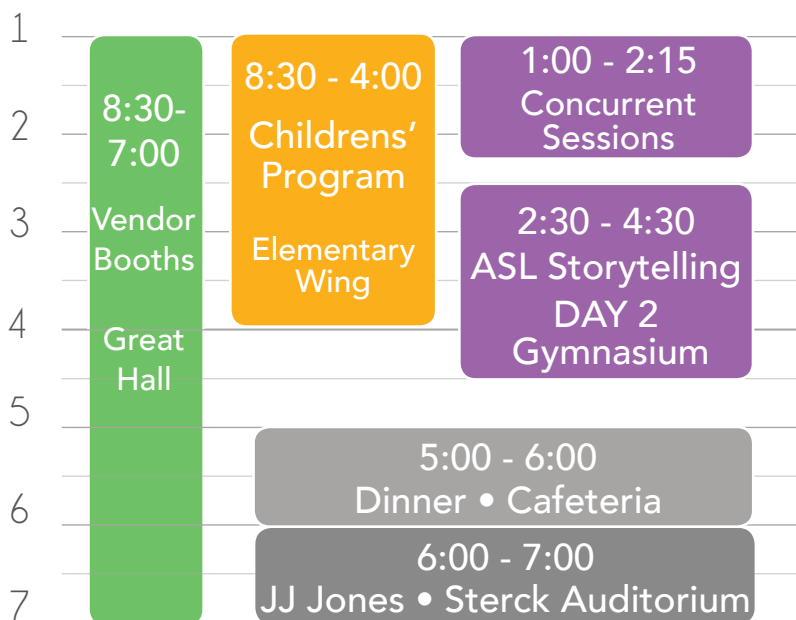 1
2
3
4
5
6
7
8:30-
7:00
Vendor
Booths
Great
Hall
8:30 - 4:00
Childrens’
Program
Elementary
Wing
1:00 - 2:15
Concurrent
Sessions
2:30 - 4:30
ASL Storytelling
DAY 2
Gymnasium
5:00 - 6:00
Dinner • Cafeteria
6:00 - 7:00
JJ Jones • Sterck Auditorium